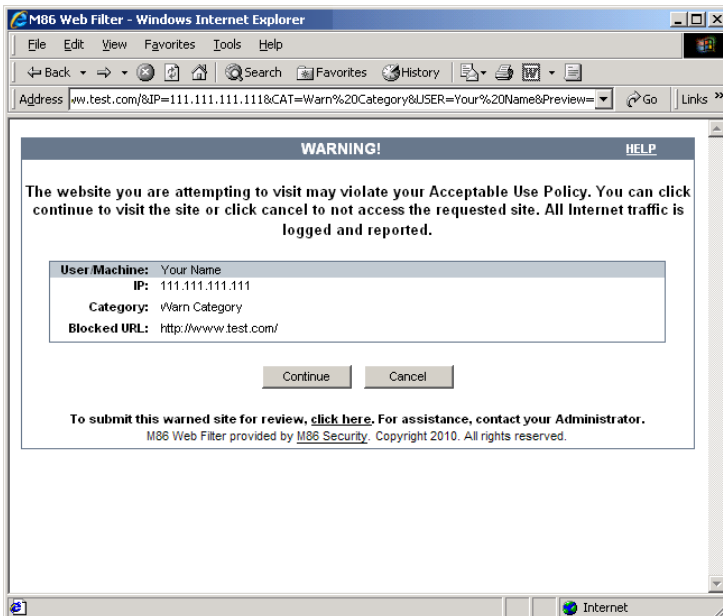 M86 Web Filter - Windows Internet Explorer
File Edit View Favorites Tools Help
Back Search Favorites History
Address ww.test.com/&IP=111.111.111.111&CAT=Warn%20Category&USER=Your%20Name&Preview= Go Links »
WARNING! HELP
The website you are attempting to visit may violate your Acceptable Use Policy. You can click
continue to visit the site or click cancel to not access the requested site. All Internet traffic is
logged and reported.
User/Machine: Your Name
IP: 111.111.111.111
Category: Warn Category
Blocked URL: http://www.test.com/
Continue Cancel
To submit this warned site for review, click here. For assistance, contact your Administrator.
M86 Web Filter provided by M86 Security. Copyright 2010. All rights reserved.
Internet